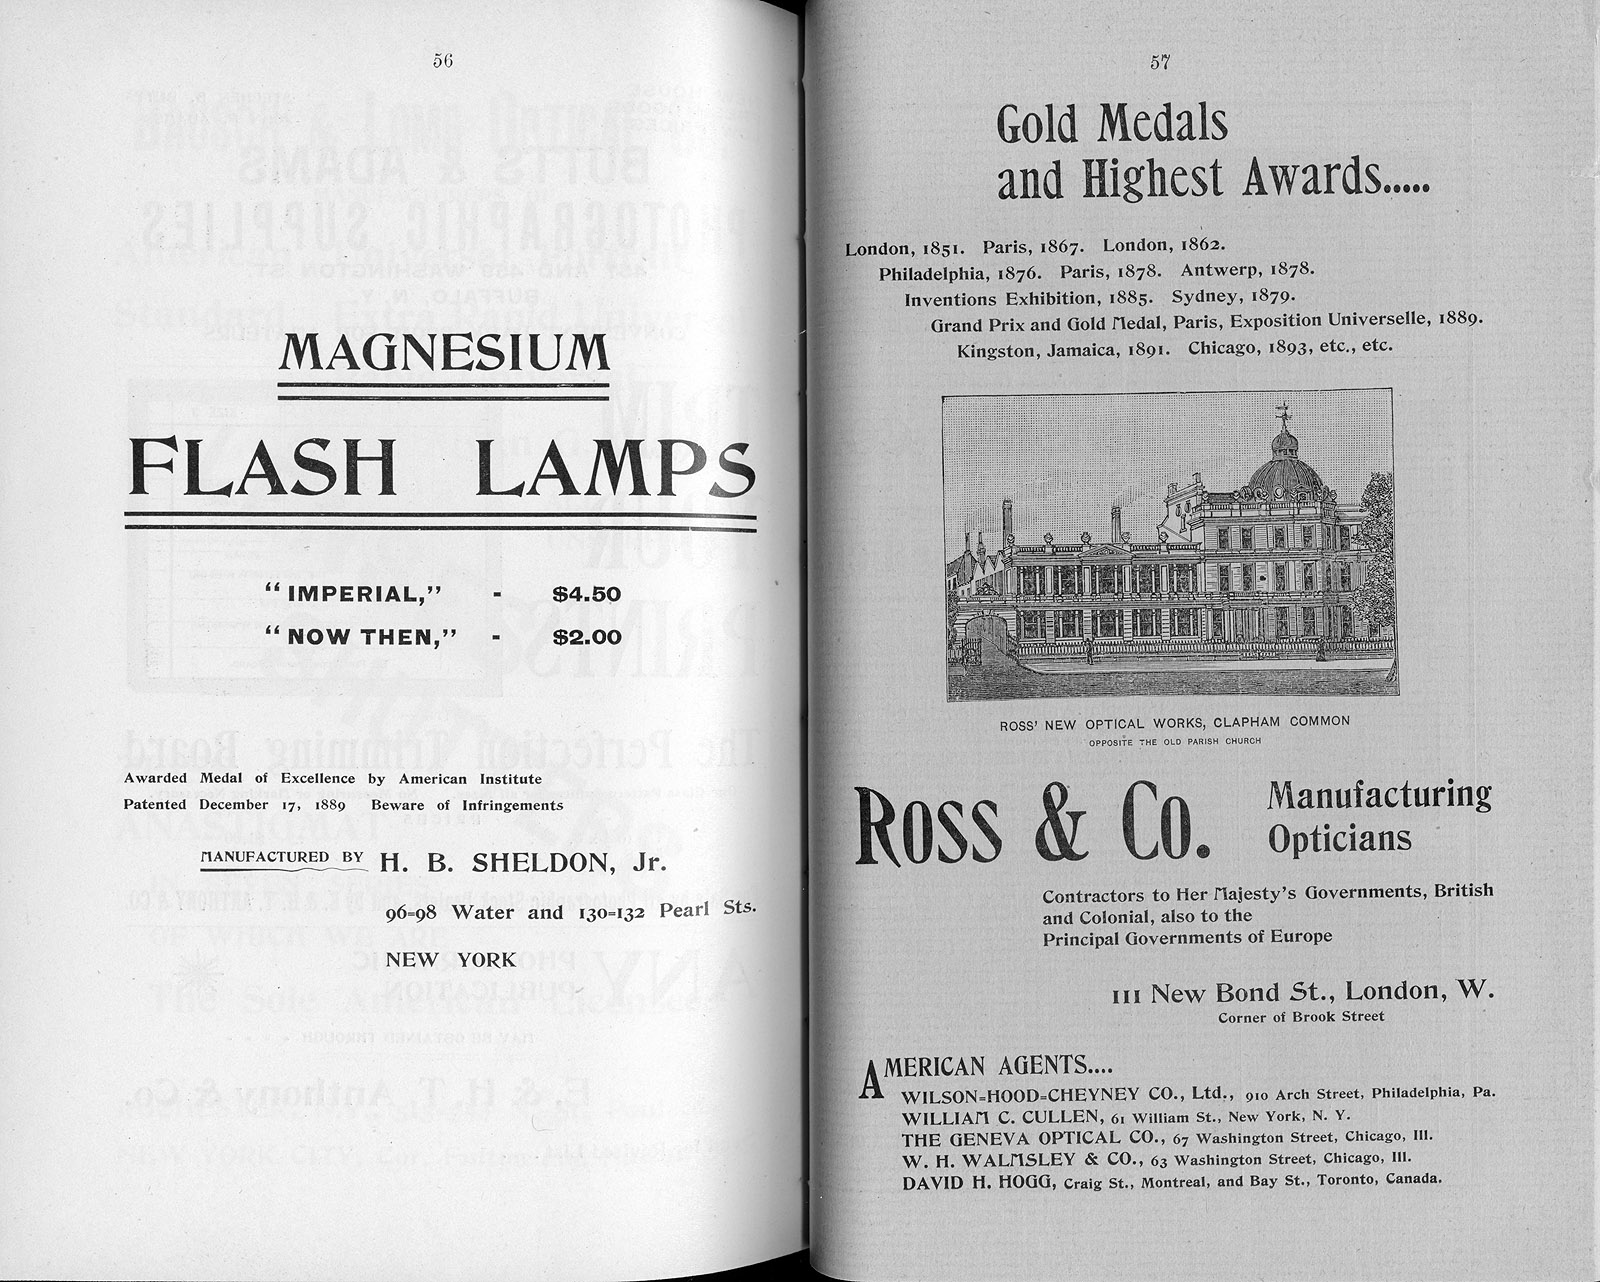 56
MAGNESIUM
FLASH LAMPS
"IMPERIAL," - $4.50
"NOW THEN," - $2.00
Awarded Medal of Excellence by American Institute
Patented December 17, 1889 Beware of Infringements
MANUFACTURED BY H. B. SHELDON, Jr.
96=98 Water and 130=132 Pearl Sts.
NEW YORK
57
Gold Medals
and Highest Awards.....
London, 1851. Paris, 1867. London, 1862.
Philadelphia, 1876. Paris, 1878. Antwerp, 1878.
Inventions Exhibition, 1885. Sydney, 1879.
Grand Prix and Gold Medal, Paris, Exposition Universelle, 1889.
Kingston, Jamaica, 1891. Chicago, 1893, etc., etc.
ROSS' NEW OPTICAL WORKS, CLAPHAM COMMON
OPPOSITE THE OLD PARISH CHURCH
ROSS & CO. Manufacturing
Opticians
Contractors to Her Majesty's Governments, British
and Colonial, also to the
Principal Governments of Europe
111 New Bond St., London, W.
Corner of Brook Street
AMERICAN AGENTS....
WILSON=HOOD=CHEYNEY CO., Ltd., 910 Arch Street, Philadelphia, Pa.
WILLIAM C. CULLEN, 61 William St., New York, N. Y.
THE GENEVA OPTICAL CO., 67 Washington Street, Chicago, Ill.
W. H. WALMSLEY & CO., 63 Washington Street, Chicago, Ill.
DAVID H. HOGG, Craig St., Montreal, and Bay St., Toronto, Canada.